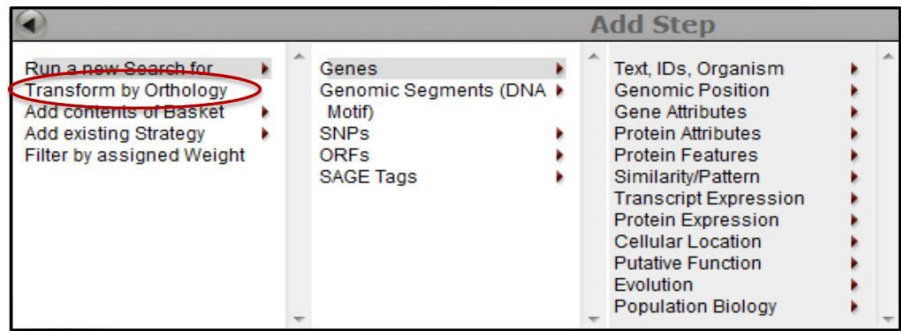 Add Step
Run a new Search for
Transform by Orthology
Add contents of Basket
Add existing Strategy
Filter by assigned Weight
Genes
Genomic Segments (DNA
Motif)
SNPs
ORFs
SAGE Tags
Text, IDs, Organism
Genomic Position
Gene Attributes
Protein Attributes
Protein Features
Similarity/Pattern
Transcript Expression
Protein Expression
Cellular Location
Putative Function
Evolution
Population Biology